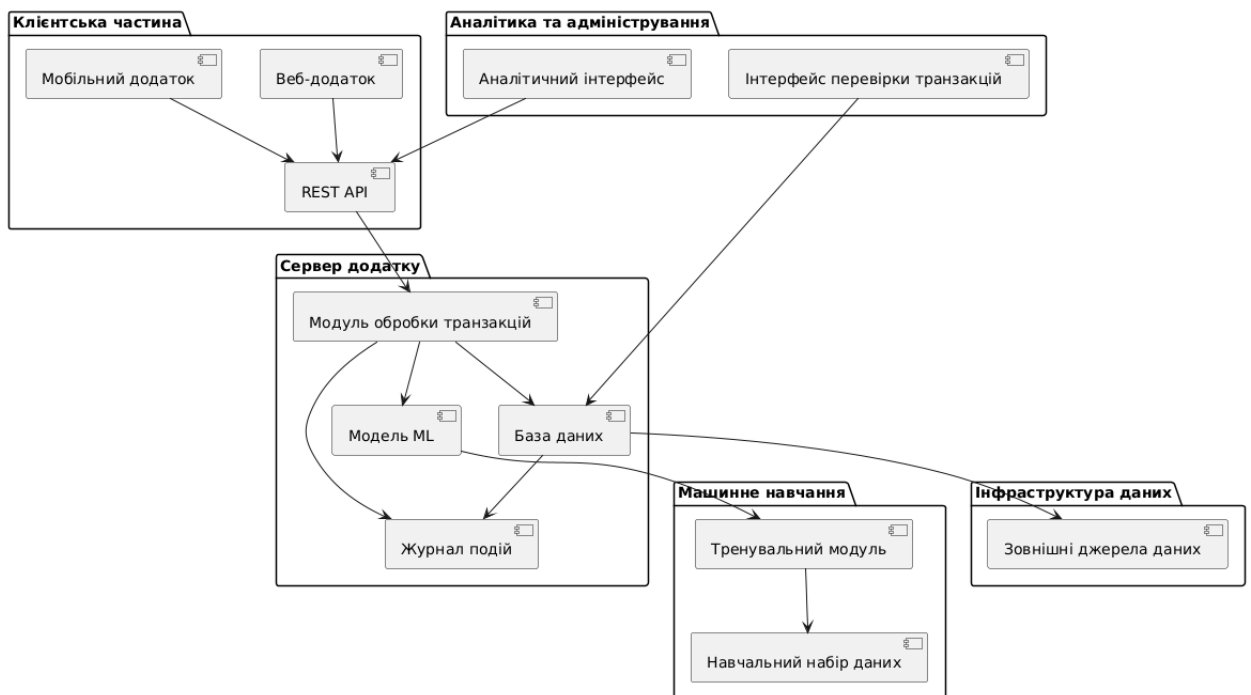 Клієнтська частина
Мобільний додаток
Веб-додаток
REST API
Аналітика та адміністрування
Аналітичний інтерфейс
Інтерфейс перевірки транзакцій
Сервер додатку
Модуль обробки транзакцій
Модель ML
База даних
Журнал подій
Машинне навчання
Тренувальний модуль
Навчальний набір даних
Інфраструктура даних
Зовнішні джерела даних